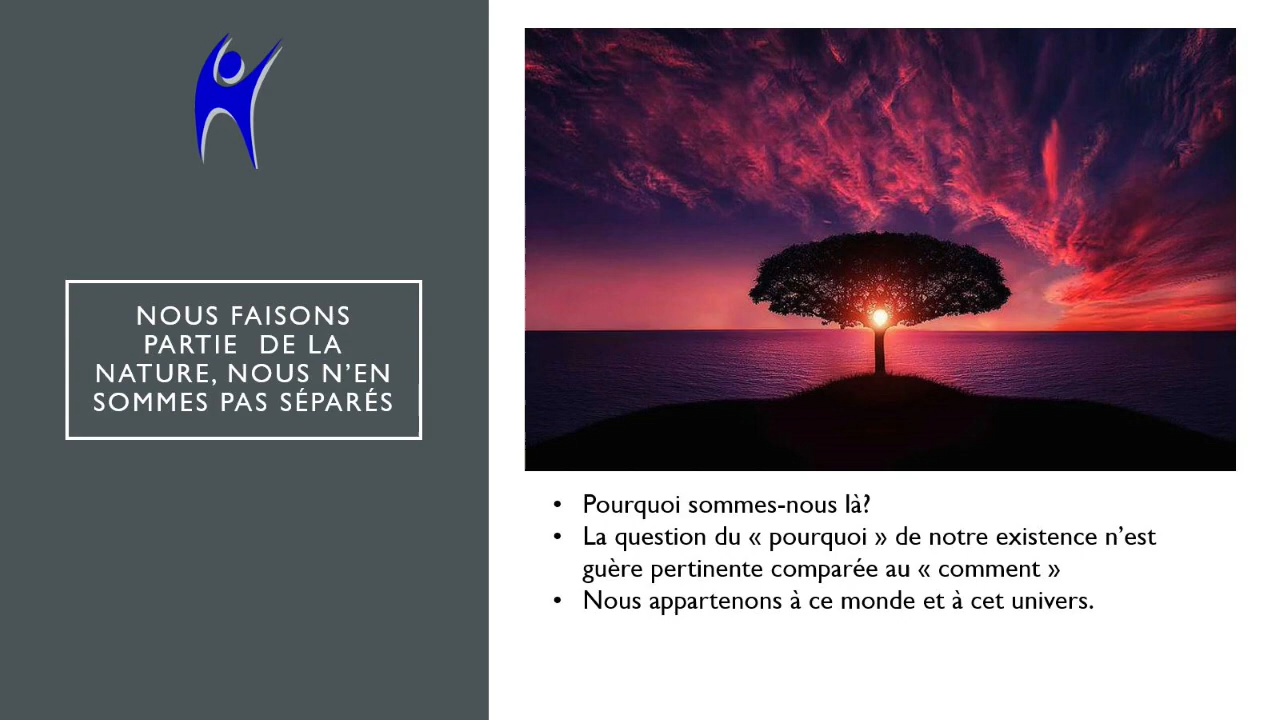 NOUS FAISONS
PARTIE DE LA
NATURE, NOUS N’EN
SOMMES PAS SÉPARÉS
• Pourquoi sommes-nous là?
• La question du « pourquoi » de notre existence n’est
guère pertinente comparée au « comment »
• Nous appartenons à ce monde et à cet univers.